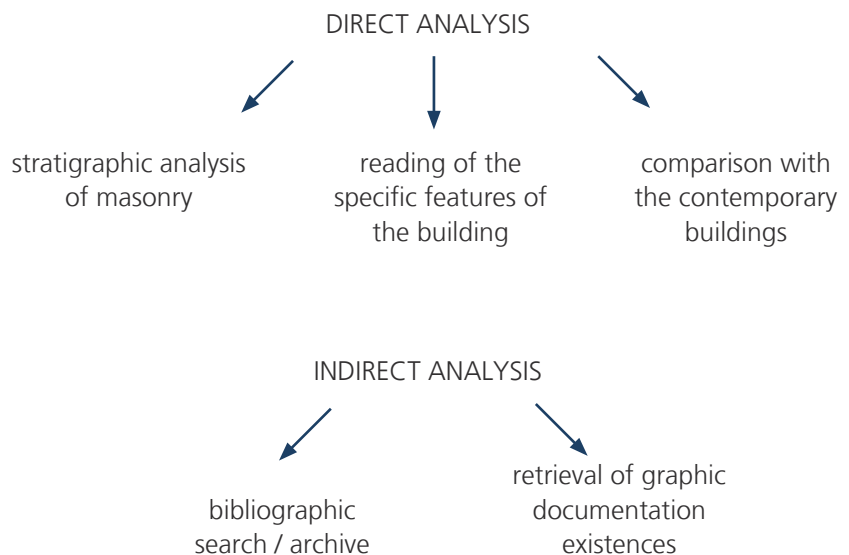 DIRECT ANALYSIS
stratigraphic analysis
of masonry
reading of the
specific features of
the building
comparison with
the contemporary
buildings
INDIRECT ANALYSIS
bibliographic
search / archive
retrieval of graphic
documentation
existences